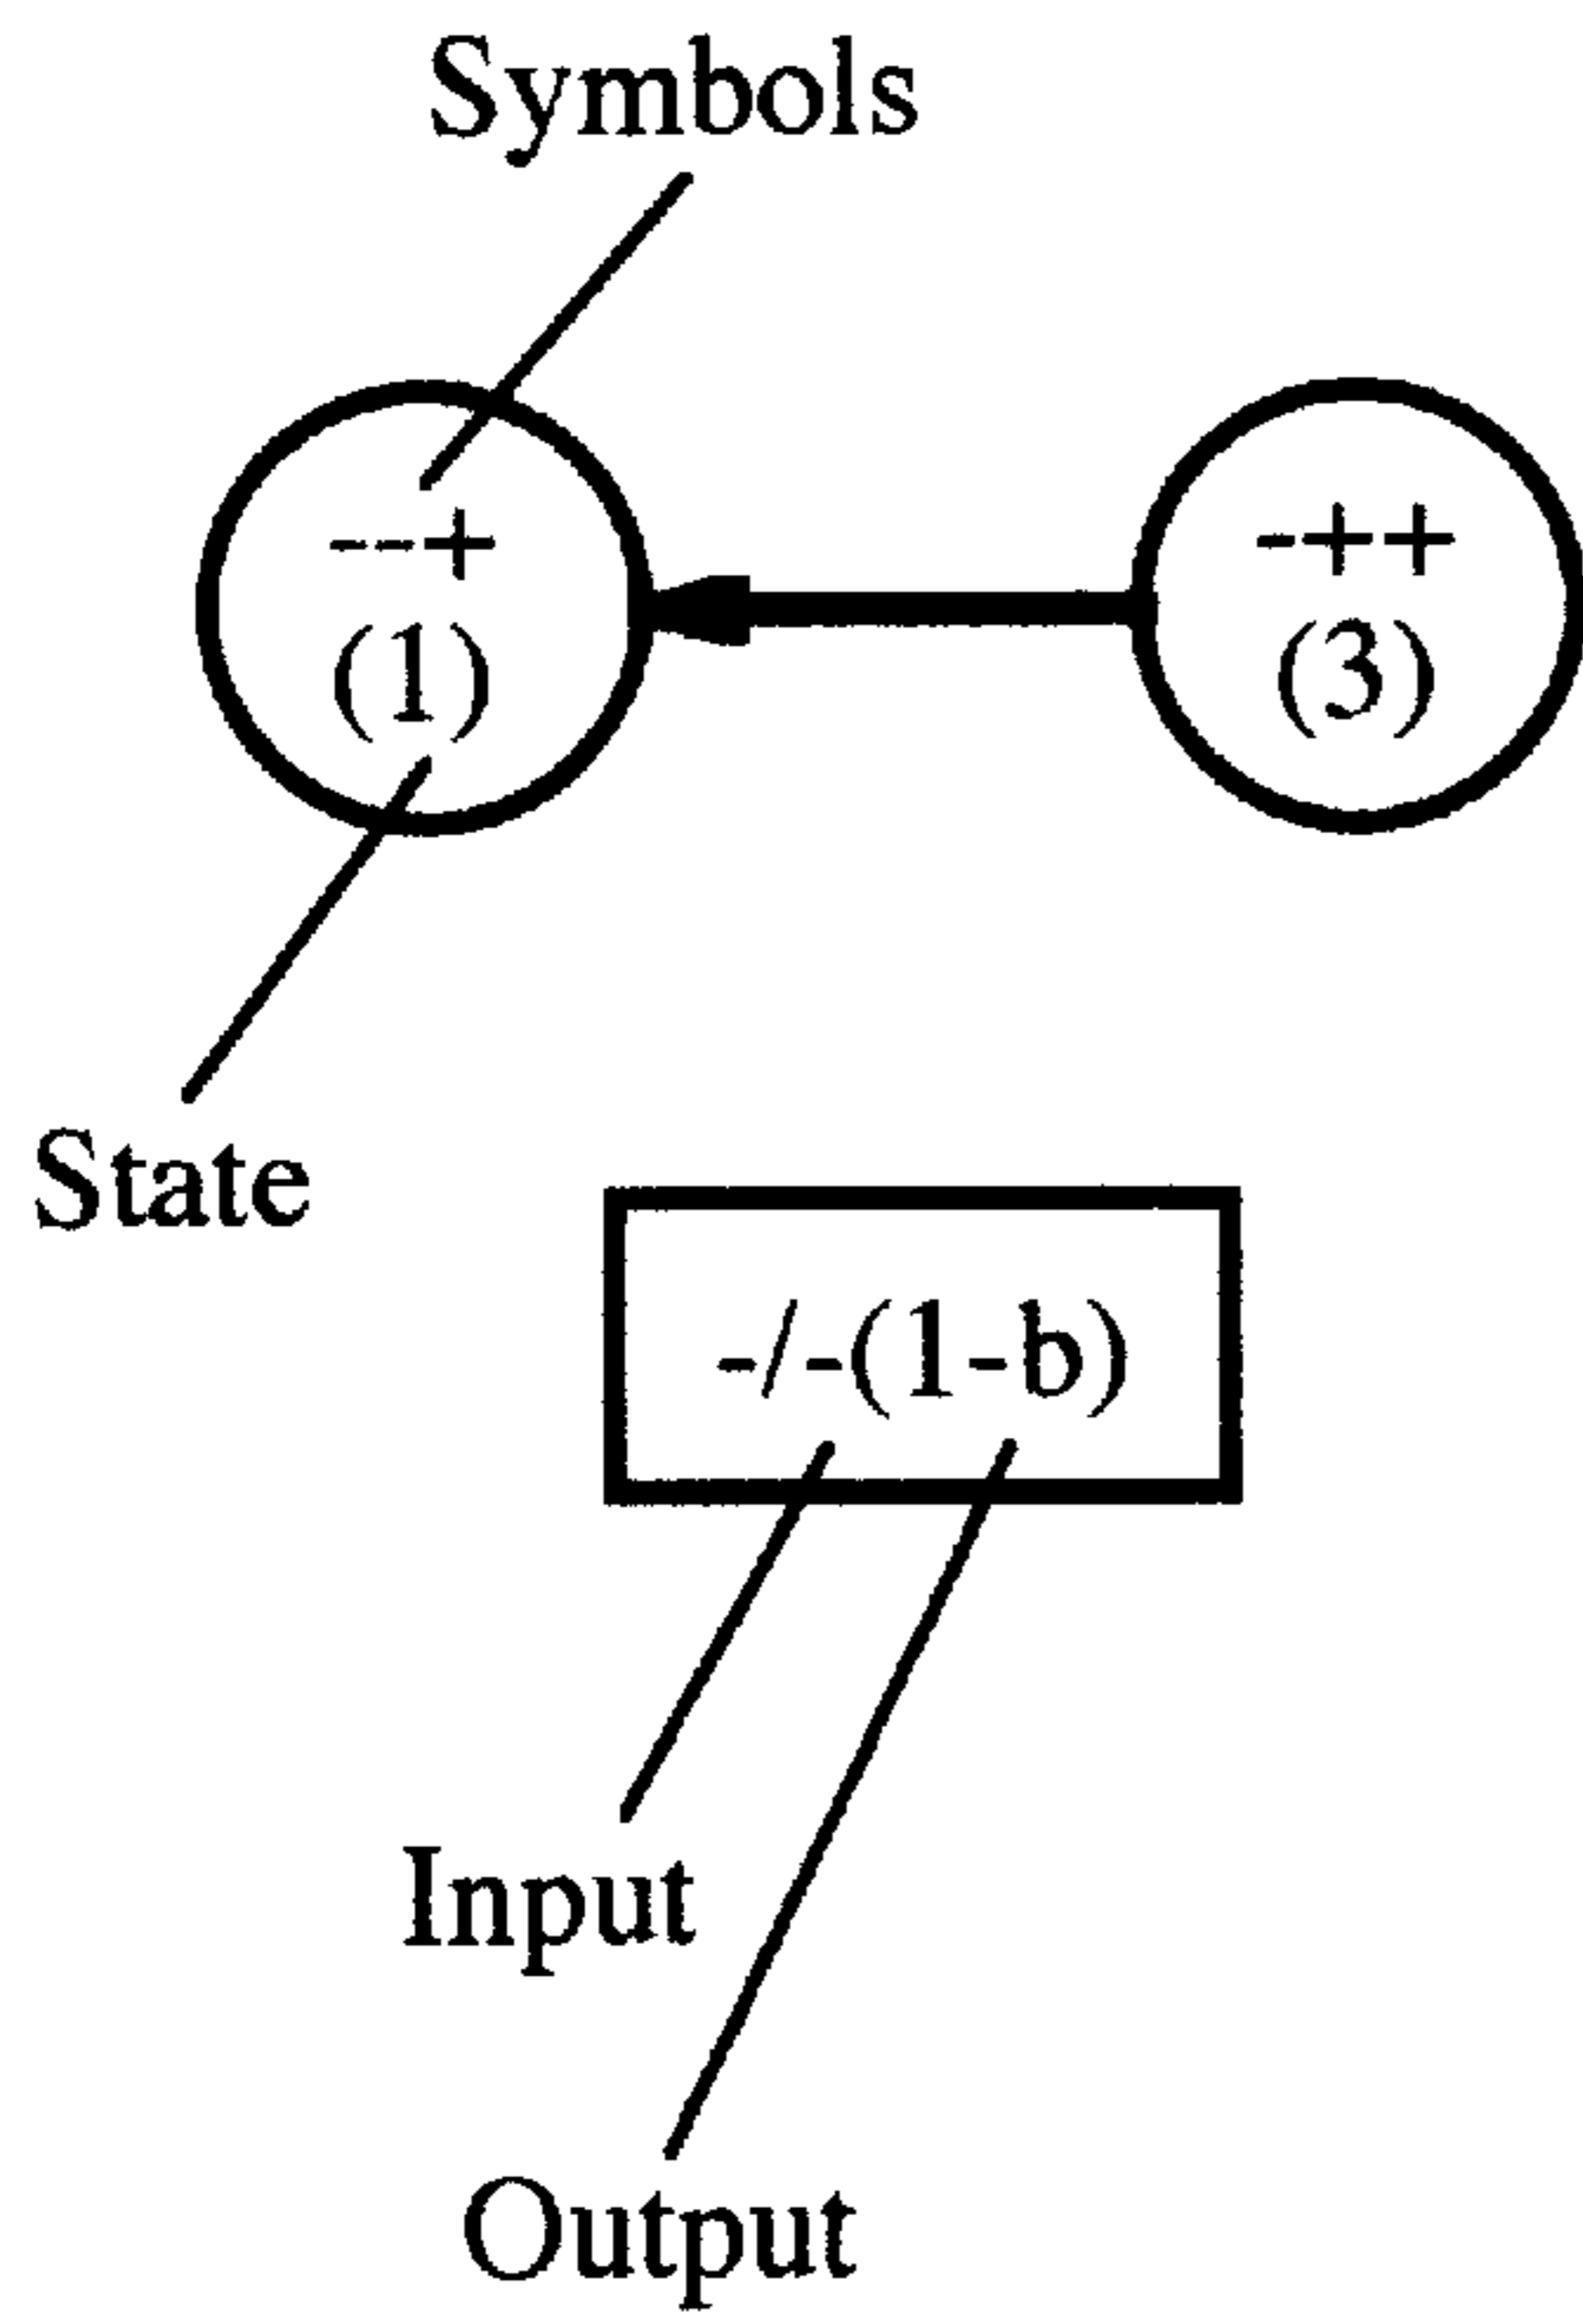 Symbols
--+
(1)
-++
(3)
State
-/-(1-b)
Input
Output